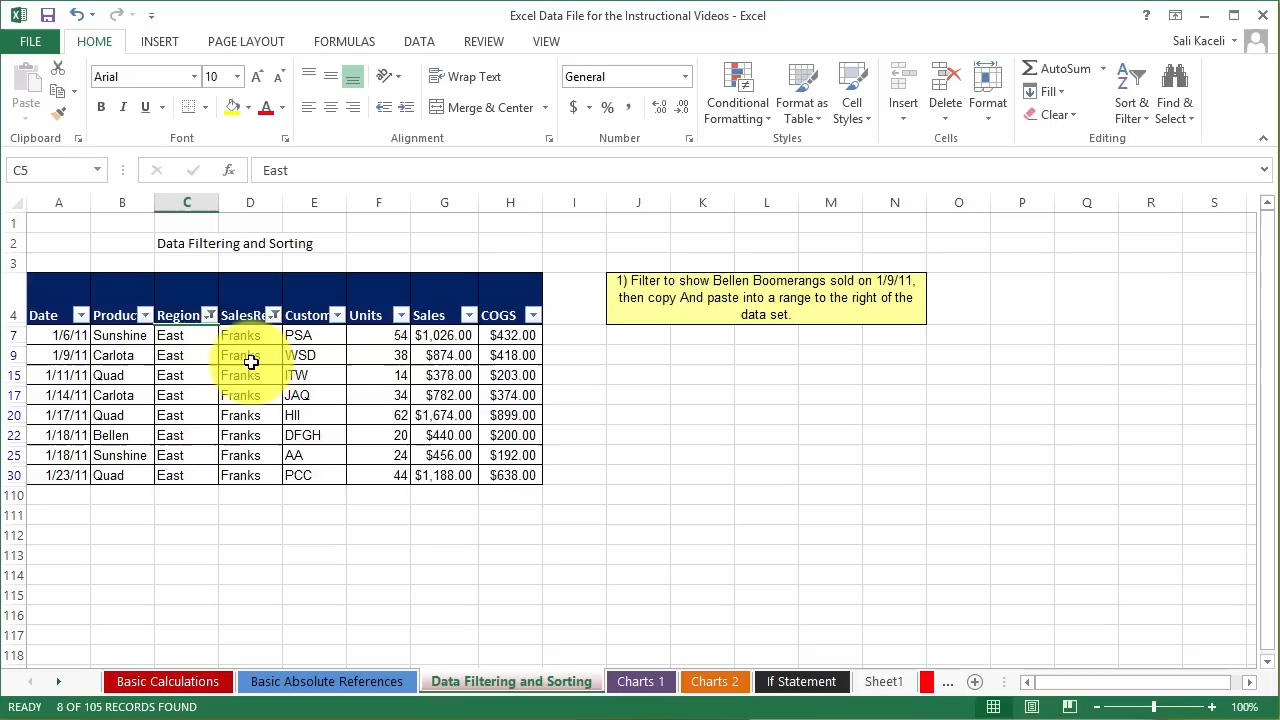 Excel Data File for the Instructional Videos - Excel
FILE HOME INSERT PAGE LAYOUT FORMULAS DATA REVIEW VIEW Sali Kaceli
Paste
Arial 10
Wrap Text
General
Merge & Center
$ % ,
Conditional Formatting
Format as Table
Cell Styles
Insert Delete Format
AutoSum
Fill
Clear
Sort & Filter
Find & Select
Clipboard Font Alignment Number Styles Cells Editing
C5 fx East
A B C D E F G H I J K L M N O P Q R S
1
2 Data Filtering and Sorting
3
1) Filter to show Bellen Boomerangs sold on 1/9/11,
then copy And paste into a range to the right of the
data set.
4 Date Produc Region SalesRe Custom Units Sales COGS
7 1/6/11 Sunshine East Franks PSA 54 $1,026.00 $432.00
9 1/9/11 Carlota East Franks WSD 38 $874.00 $418.00
15 1/11/11 Quad East Franks ITW 14 $378.00 $203.00
17 1/14/11 Carlota East Franks JAQ 34 $782.00 $374.00
20 1/17/11 Quad East Franks HII 62 $1,674.00 $899.00
22 1/18/11 Bellen East Franks DFGH 20 $440.00 $200.00
25 1/18/11 Sunshine East Franks AA 24 $456.00 $192.00
30 1/23/11 Quad East Franks PCC 44 $1,188.00 $638.00
110
111
112
113
114
115
116
117
118
Basic Calculations Basic Absolute References Data Filtering and Sorting Charts 1 Charts 2 If Statement Sheet1 ...
READY 8 OF 105 RECORDS FOUND 100%